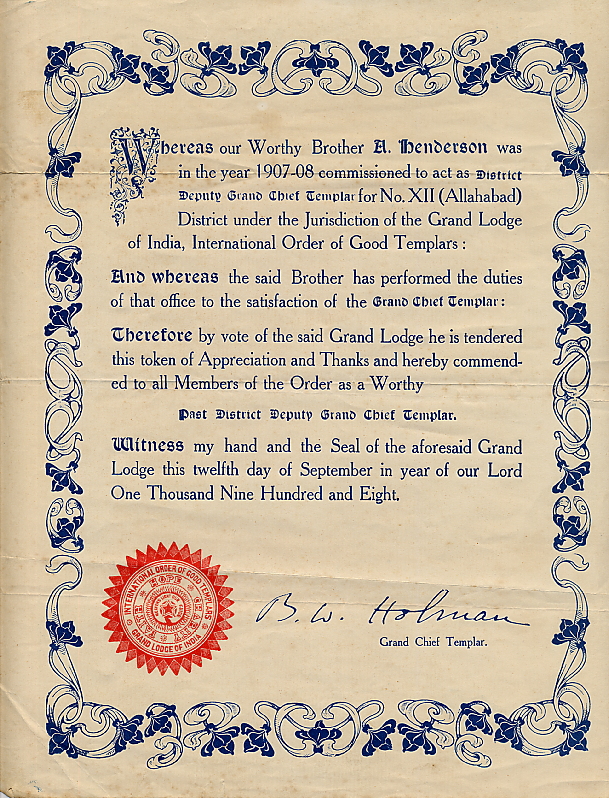 Whereas our Worthy Brother A. Henderson was
in the year 1907-08 commissioned to act as District
Deputy Grand Chief Templar for No. XII (Allahabad)
District under the Jurisdiction of the Grand Lodge
of India, International Order of Good Templars :
And whereas the said Brother has performed the duties
of that office to the satisfaction of the Grand Chief Templar:
Therefore by vote of the said Grand Lodge he is tendered
this token of Appreciation and Thanks and hereby commend-
ed to all Members of the Order as a Worthy
Past District Deputy Grand Chief Templar.
Witness my hand and the Seal of the aforesaid Grand
Lodge this twelfth day of September in year of our Lord
One Thousand Nine Hundred and Eight.
INTERNATIONAL ORDER OF GOOD TEMPLARS
HOPE
GRAND LODGE OF INDIA
B. W. Holman
Grand Chief Templar.